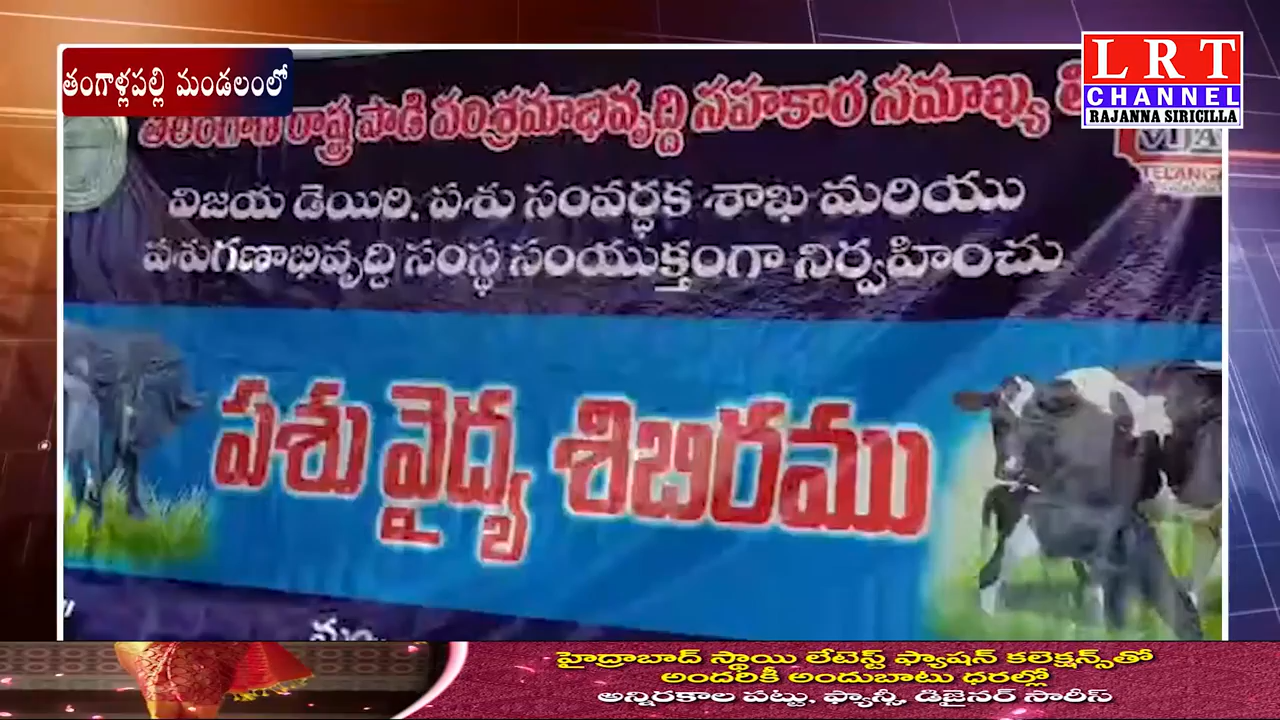 తంగాళ్లపల్లి మండలంలో
LRT
CHANNEL
RAJANNA SIRICILLA
తెలంగాణ రాష్ట్ర పాడి పరిశ్రమాభివృద్ధి సహకార సమాఖ్య
విజయ డెయిరీ, పశు సంవర్ధక శాఖ మరియు
పశుగణాభివృద్ధి సంస్థ సంయుక్తంగా నిర్వహించు
పశు వైద్య శిబిరము
హైద్రాబాద్ స్థాయి లేటెస్ట్ ఫ్యాషన్ కలెక్షన్స్‌తో
అందరికీ అందుబాటు ధరల్లో
అన్నిరకాల పట్టు, ఫ్యాన్సీ, డిజైనర్ సారీస్